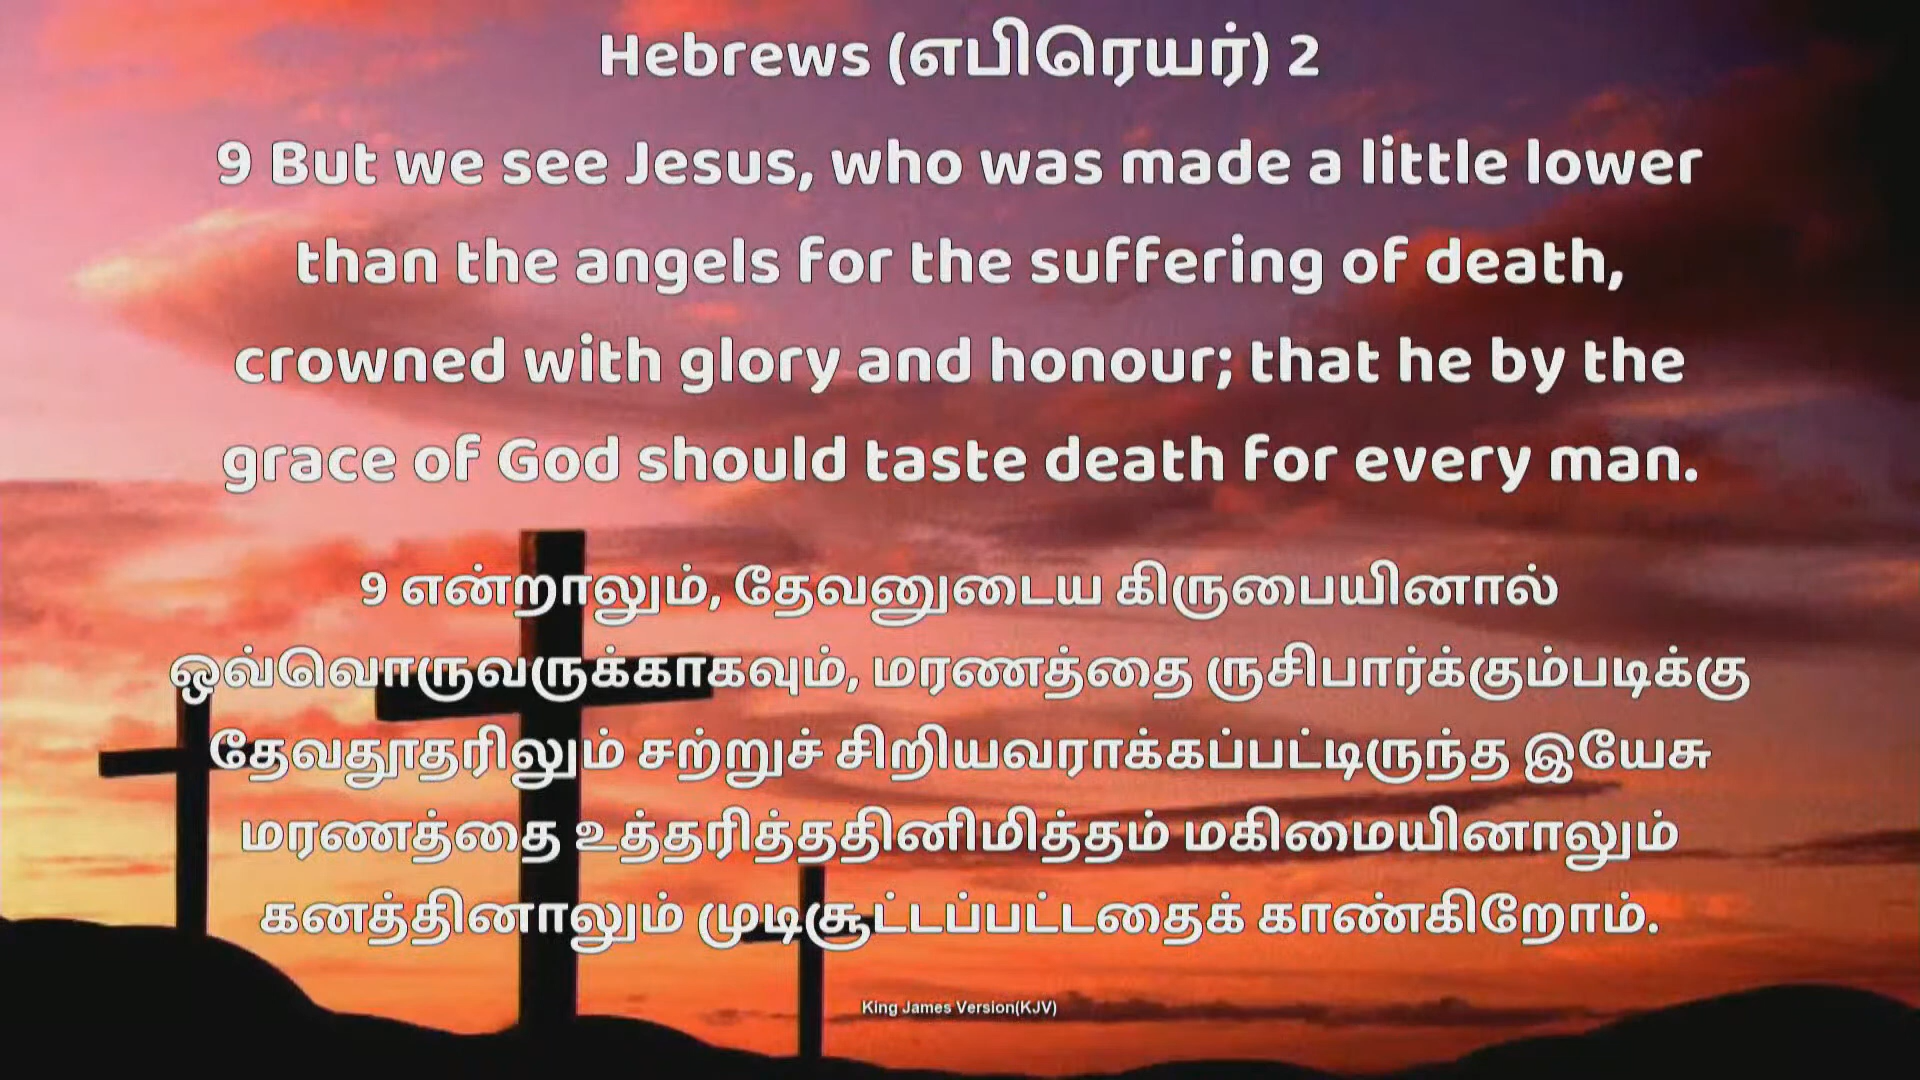 Hebrews (எபிரெயர்) 2
9 But we see Jesus, who was made a little lower
than the angels for the suffering of death,
crowned with glory and honour; that he by the
grace of God should taste death for every man.
9 என்றாலும், தேவனுடைய கிருபையினால்
ஒவ்வொருவருக்காகவும், மரணத்தை ருசிபார்க்கும்படிக்கு
தேவதூதரிலும் சற்றுச் சிறியவராக்கப்பட்டிருந்த இயேசு
மரணத்தை உத்தரித்ததினிமித்தம் மகிமையினாலும்
கனத்தினாலும் முடிசூட்டப்பட்டதைக் காண்கிறோம்.
King James Version(KJV)